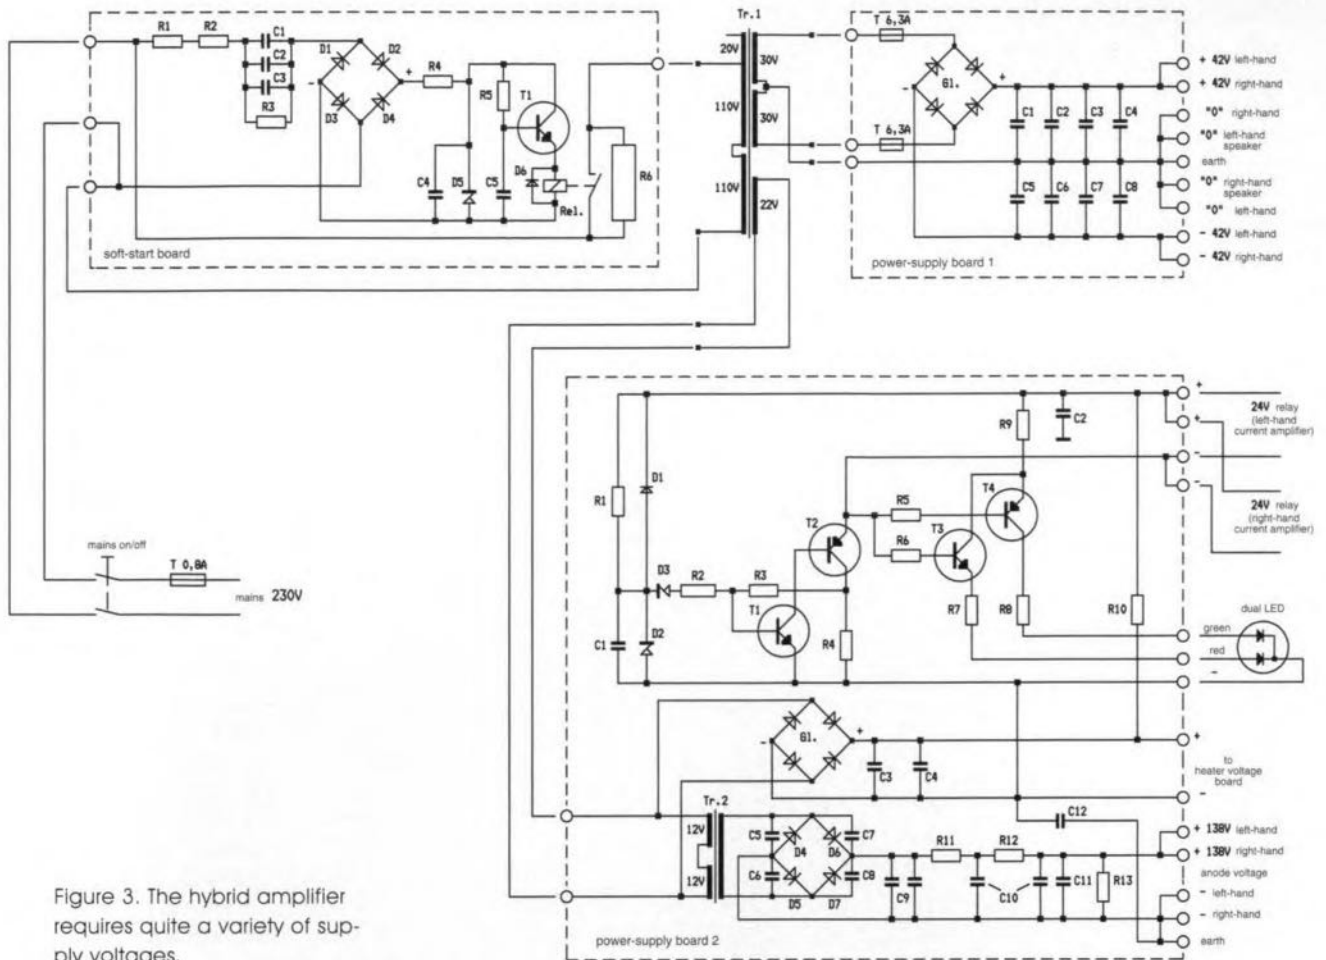 R1
R2
C1
C2
C3
R3
D1
D2
D3
D4
-
+
R4
R5
T1
C4
D5
C5
D6
Rel.
R6
soft-start board
Tr.1
20V
110V
110V
30V
30V
22V
T 6,3A
T 6,3A
Gl.
-
+
C1
C2
C3
C4
C5
C6
C7
C8
power-supply board 1
+ 42V left-hand
+ 42V right-hand
"0" right-hand
"0" left-hand
speaker
earth
"0" right-hand
speaker
"0" left-hand
- 42V left-hand
- 42V right-hand
mains on/off
T 0,8A
mains 230V
R1
D1
D3
R2
R3
C1
D2
T1
T2
R4
R5
R6
T3
T4
R7
R8
R9
C2
R10
+
+
-
-
24V relay
(left-hand
current amplifier)
24V relay
(right-hand
current amplifier)
dual LED
green
red
-
Gl.
-
+
C3
C4
+
to
heater voltage
board
-
C12
Tr.2
12V
12V
C5
C6
D4
D5
D6
D7
C7
C8
C9
R11
R12
C10
C11
R13
+ 138V left-hand
+ 138V right-hand
anode voltage
- left-hand
- right-hand
earth
power-supply board 2
Figure 3. The hybrid amplifier
requires quite a variety of sup-
ply voltages.